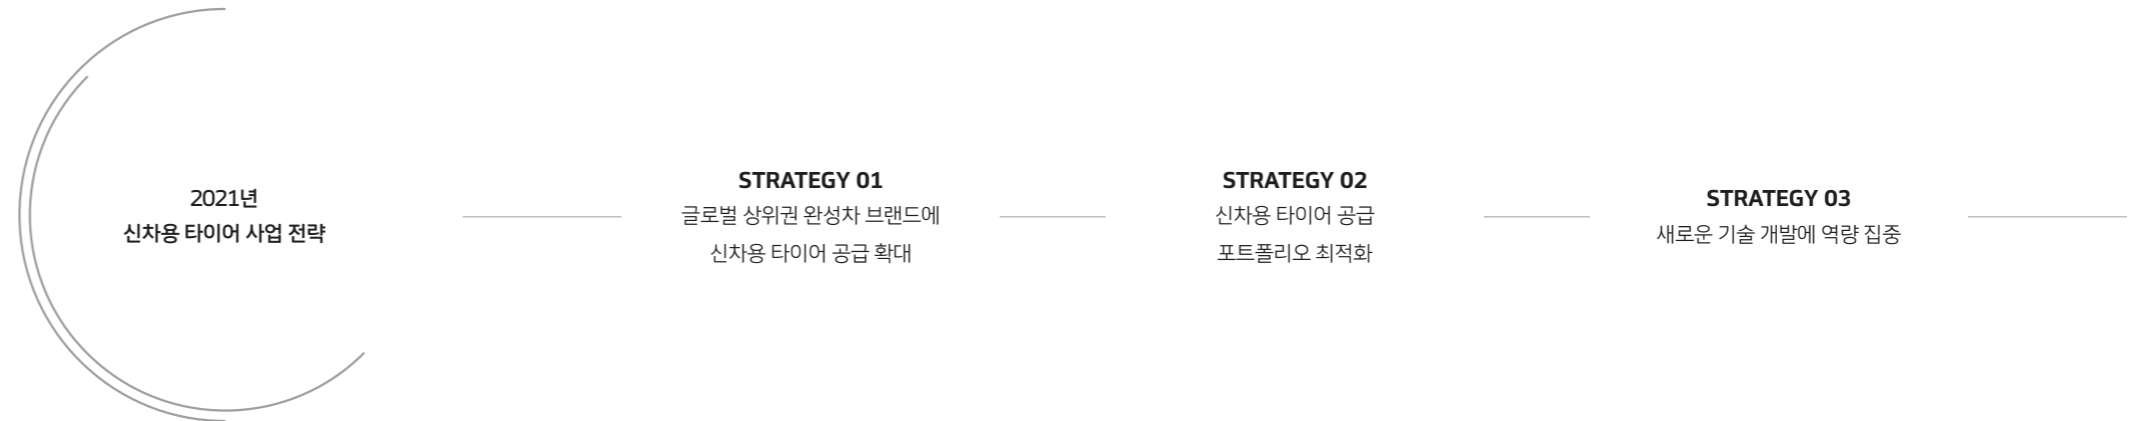 2021년
신차용 타이어 사업 전략
STRATEGY 01
글로벌 상위권 완성차 브랜드에
신차용 타이어 공급 확대
STRATEGY 02
신차용 타이어 공급
포트폴리오 최적화
STRATEGY 03
새로운 기술 개발에 역량 집중